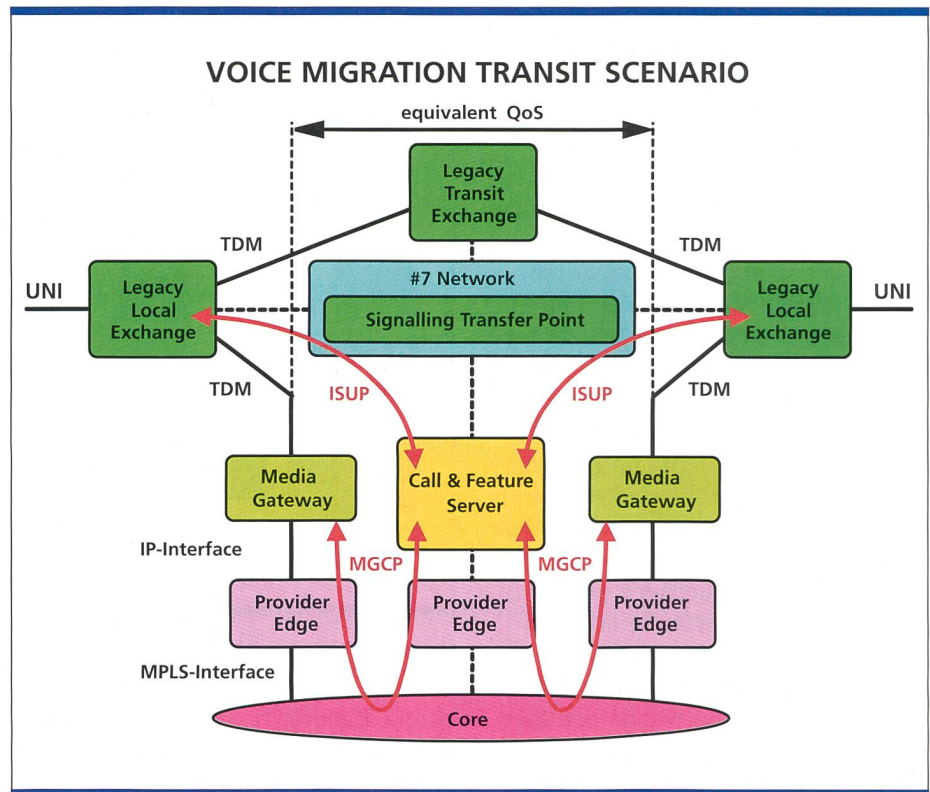 VOICE MIGRATION TRANSIT SCENARIO
equivalent QoS
Legacy
Transit
Exchange
TDM
TDM
#7 Network
Signalling Transfer Point
UNI
Legacy
Local
Exchange
Legacy
Local
Exchange
UNI
TDM
ISUP
ISUP
TDM
Media
Gateway
Call & Feature
Server
Media
Gateway
IP-Interface
MGCP
MGCP
Provider
Edge
Provider
Edge
Provider
Edge
MPLS-Interface
Core